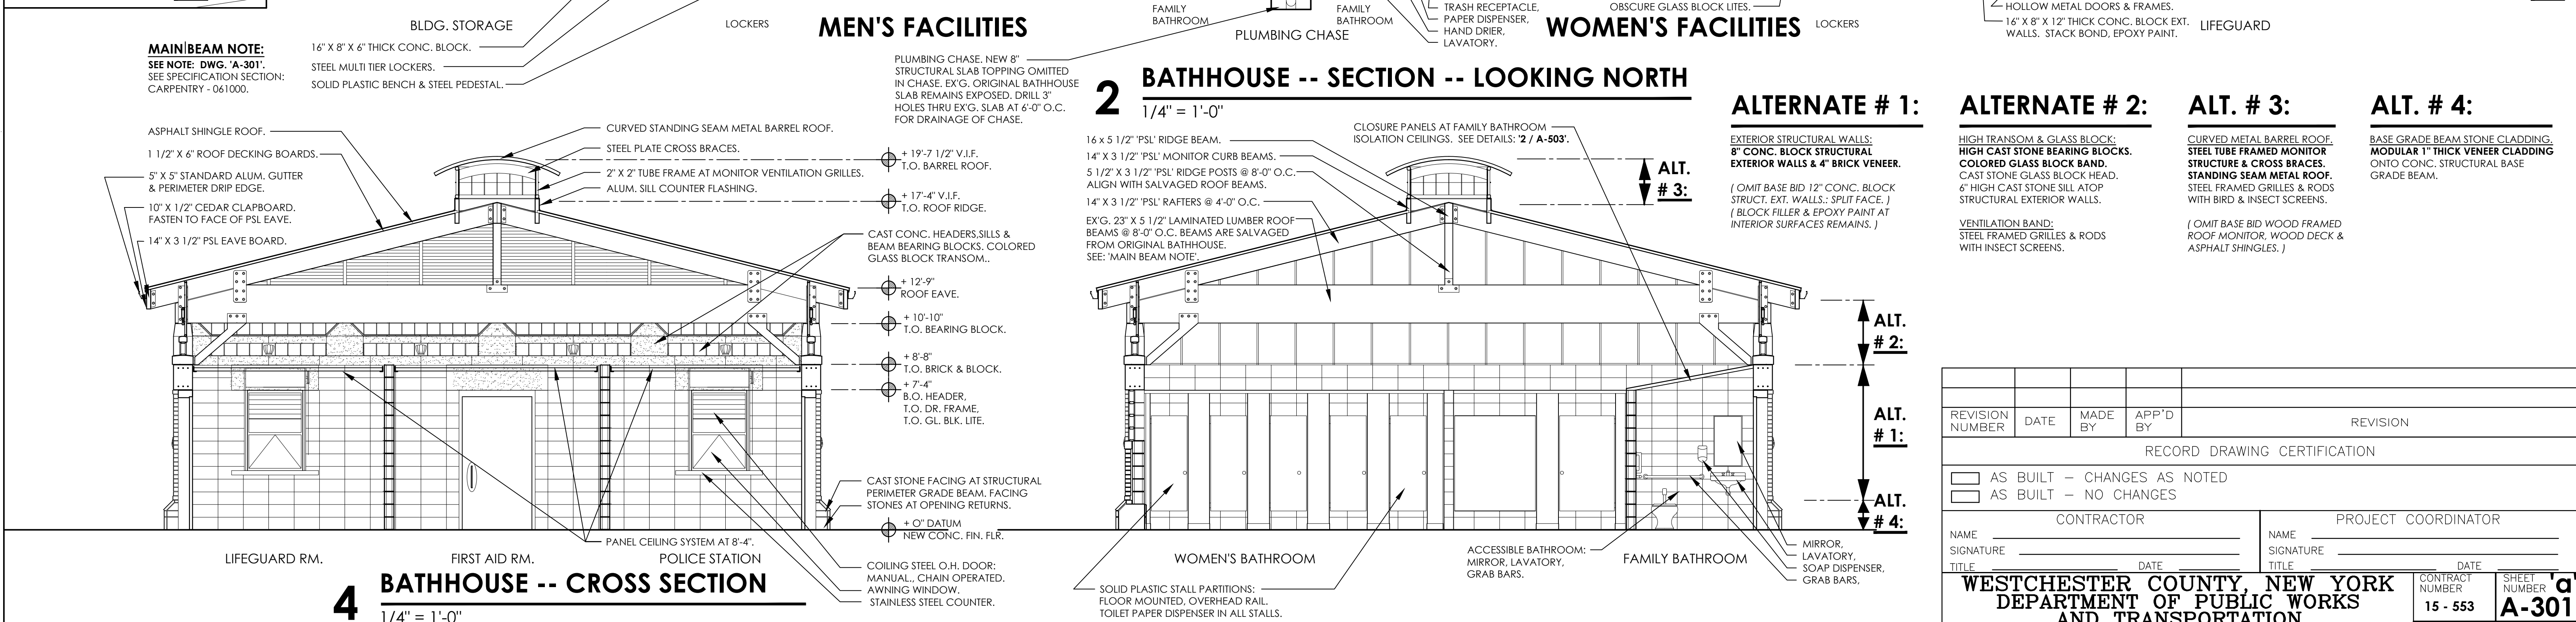 BLDG. STORAGE
LOCKERS
MEN'S FACILITIES
FAMILY
BATHROOM
PLUMBING CHASE
FAMILY
BATHROOM
TRASH RECEPTACLE,
PAPER DISPENSER,
HAND DRIER,
LAVATORY.
OBSCURE GLASS BLOCK LITES.
WOMEN'S FACILITIES
LOCKERS
HOLLOW METAL DOORS & FRAMES.
16" X 8" X 12" THICK CONC. BLOCK EXT.
WALLS.  STACK BOND, EPOXY PAINT.
LIFEGUARD
MAIN BEAM NOTE:
SEE NOTE:  DWG. 'A-301'.
SEE SPECIFICATION SECTION:
CARPENTRY - 061000.
16" X 8" X 6" THICK CONC. BLOCK.
STEEL MULTI TIER LOCKERS.
SOLID PLASTIC BENCH & STEEL PEDESTAL.
PLUMBING CHASE. NEW 8"
STRUCTURAL SLAB TOPPING OMITTED
IN CHASE. EX'G. ORIGINAL BATHHOUSE
SLAB REMAINS EXPOSED. DRILL 3"
HOLES THRU EX'G. SLAB AT 6'-0" O.C.
FOR DRAINAGE OF CHASE.
2
BATHHOUSE -- SECTION -- LOOKING NORTH
1/4" = 1'-0"
ASPHALT SHINGLE ROOF.
1 1/2" X 6" ROOF DECKING BOARDS.
5" X 5" STANDARD ALUM. GUTTER
& PERIMETER DRIP EDGE.
10" X 1/2" CEDAR CLAPBOARD.
FASTEN TO FACE OF PSL EAVE.
14" X 3 1/2" PSL EAVE BOARD.
CURVED STANDING SEAM METAL BARREL ROOF.
STEEL PLATE CROSS BRACES.
2" X 2" TUBE FRAME AT MONITOR VENTILATION GRILLES.
ALUM. SILL COUNTER FLASHING.
CAST CONC. HEADERS,SILLS &
BEAM BEARING BLOCKS. COLORED
GLASS BLOCK TRANSOM..
+ 19'-7 1/2" V.I.F.
T.O. BARREL ROOF.
+ 17'-4" V.I.F.
T.O. ROOF RIDGE.
+ 12'-9"
ROOF EAVE.
+ 10'-10"
T.O. BEARING BLOCK.
+ 8'-8"
T.O. BRICK & BLOCK.
+ 7'-4"
B.O. HEADER,
T.O. DR. FRAME,
T.O. GL. BLK. LITE.
CAST STONE FACING AT STRUCTURAL
PERIMETER GRADE BEAM. FACING
STONES AT OPENING RETURNS.
+ O" DATUM
NEW CONC. FIN. FLR.
PANEL CEILING SYSTEM AT 8'-4".
COILING STEEL O.H. DOOR:
MANUAL,, CHAIN OPERATED.
AWNING WINDOW.
STAINLESS STEEL COUNTER.
LIFEGUARD RM.
FIRST AID RM.
POLICE STATION
4
BATHHOUSE -- CROSS SECTION
1/4" = 1'-0"
16 x 5 1/2" 'PSL' RIDGE BEAM.
14" X 3 1/2" 'PSL' MONITOR CURB BEAMS.
5 1/2" X 3 1/2" 'PSL' RIDGE POSTS @ 8'-0" O.C.
ALIGN WITH SALVAGED ROOF BEAMS.
14" X 3 1/2" 'PSL' RAFTERS @ 4'-0" O.C.
EX'G. 23" X 5 1/2" LAMINATED LUMBER ROOF
BEAMS @ 8'-0" O.C. BEAMS ARE SALVAGED
FROM ORIGINAL BATHHOUSE.
SEE: 'MAIN BEAM NOTE'.
CLOSURE PANELS AT FAMILY BATHROOM
ISOLATION CEILINGS.  SEE DETAILS: '2 / A-503'.
ALT.
# 3:
ALT.
# 2:
ALT.
# 1:
ALT.
# 4:
WOMEN'S BATHROOM
SOLID PLASTIC STALL PARTITIONS:
FLOOR MOUNTED, OVERHEAD RAIL.
TOILET PAPER DISPENSER IN ALL STALLS.
ACCESSIBLE BATHROOM:
MIRROR, LAVATORY,
GRAB BARS.
FAMILY BATHROOM
MIRROR,
LAVATORY,
SOAP DISPENSER,
GRAB BARS,
ALTERNATE # 1:
EXTERIOR STRUCTURAL WALLS:
8" CONC. BLOCK STRUCTURAL
EXTERIOR WALLS & 4" BRICK VENEER.
( OMIT BASE BID 12" CONC. BLOCK
STRUCT. EXT. WALLS.: SPLIT FACE. )
( BLOCK FILLER & EPOXY PAINT AT
INTERIOR SURFACES REMAINS. )
ALTERNATE # 2:
HIGH TRANSOM & GLASS BLOCK:
HIGH CAST STONE BEARING BLOCKS.
COLORED GLASS BLOCK BAND.
CAST STONE GLASS BLOCK HEAD.
6" HIGH CAST STONE SILL ATOP
STRUCTURAL EXTERIOR WALLS.
VENTILATION BAND:
STEEL FRAMED GRILLES & RODS
WITH INSECT SCREENS.
ALT. # 3:
CURVED METAL BARREL ROOF.
STEEL TUBE FRAMED MONITOR
STRUCTURE & CROSS BRACES.
STANDING SEAM METAL ROOF.
STEEL FRAMED GRILLES & RODS
WITH BIRD & INSECT SCREENS.
( OMIT BASE BID WOOD FRAMED
ROOF MONITOR, WOOD DECK &
ASPHALT SHINGLES. )
ALT. # 4:
BASE GRADE BEAM STONE CLADDING.
MODULAR 1" THICK VENEER CLADDING
ONTO CONC. STRUCTURAL BASE
GRADE BEAM.
REVISION
NUMBER
DATE
MADE
BY
APP'D
BY
REVISION
RECORD DRAWING CERTIFICATION
AS BUILT – CHANGES AS NOTED
AS BUILT – NO CHANGES
CONTRACTOR
NAME
SIGNATURE
TITLE
DATE
PROJECT COORDINATOR
NAME
SIGNATURE
TITLE
DATE
WESTCHESTER COUNTY, NEW YORK
DEPARTMENT OF PUBLIC WORKS
AND TRANSPORTATION
CONTRACT
NUMBER
15 - 553
SHEET
NUMBER
'a'
A-301